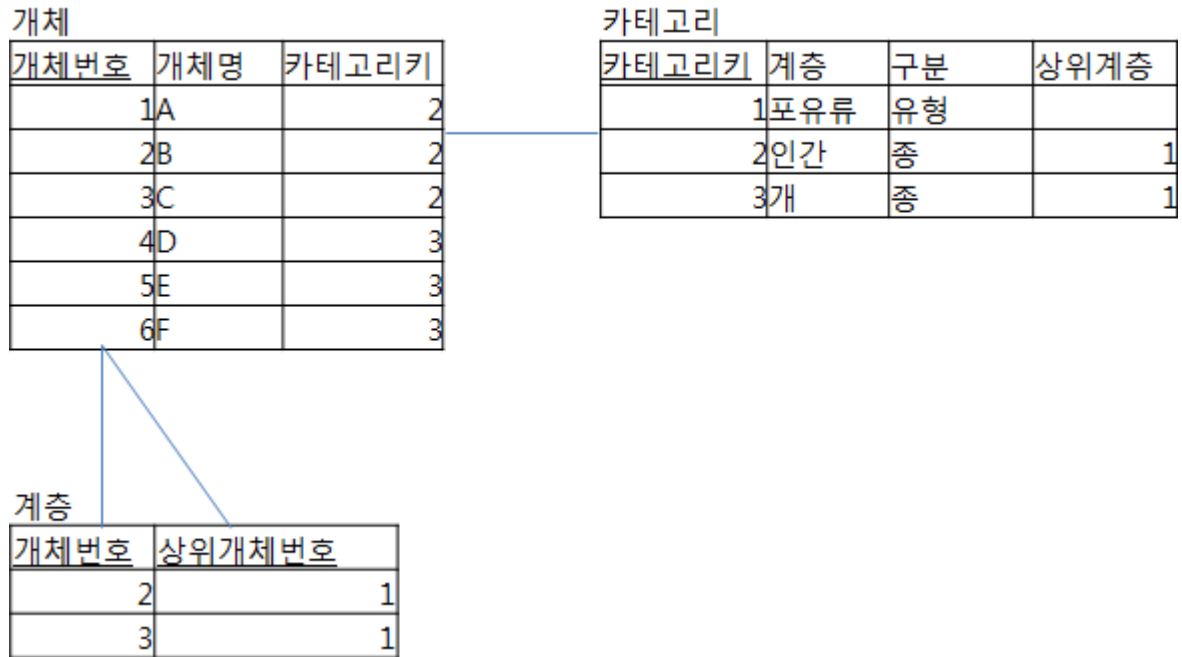 개체
개체번호 개체명 카테고리키
1 A 2
2 B 2
3 C 2
4 D 3
5 E 3
6 F 3
카테고리
카테고리키 계층 구분 상위계층
1 포유류 유형
2 인간 종 1
3 개 종 1
계층
개체번호 상위개체번호
2 1
3 1